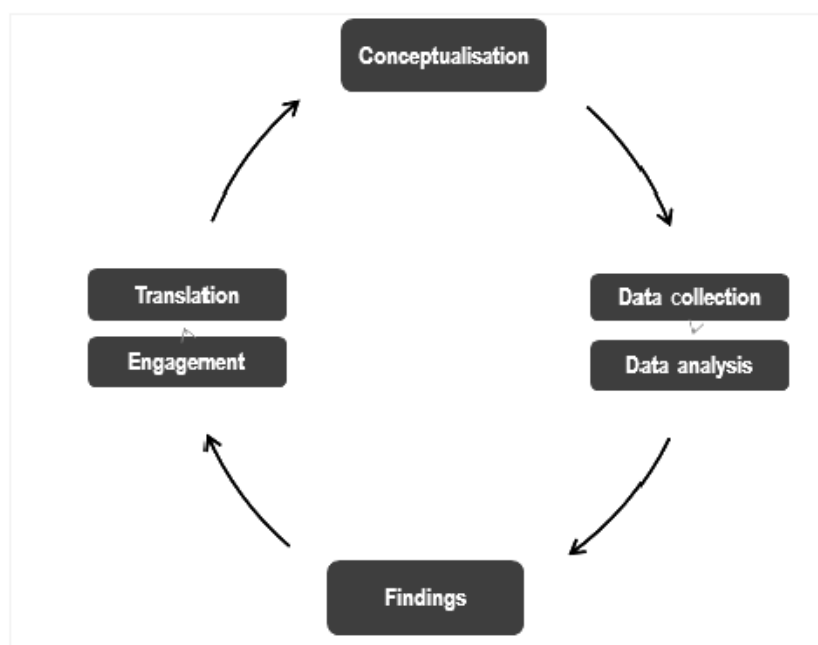 Conceptualisation
Data collection
Data analysis
Findings
Engagement
Translation